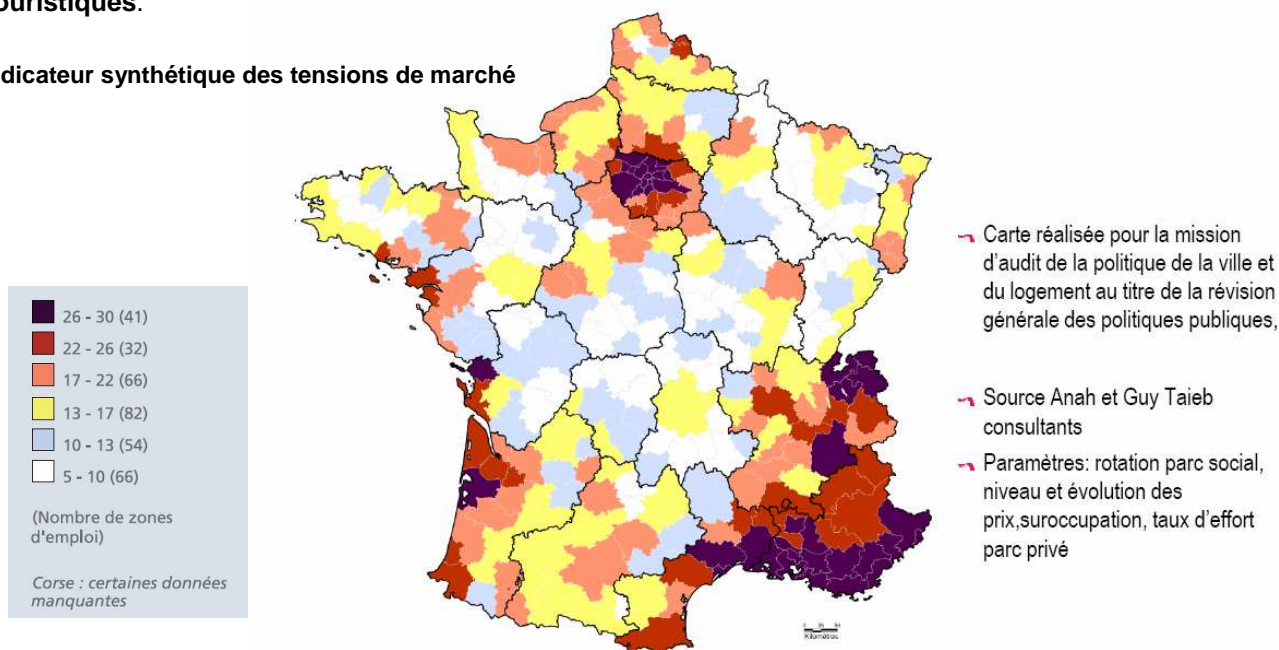 ouristiques.
dicateur synthétique des tensions de marché
26 - 30 (41)
22 - 26 (32)
17 - 22 (66)
13 - 17 (82)
10 - 13 (54)
5 - 10 (66)
(Nombre de zones
d'emploi)
Corse : certaines données
manquantes
Carte réalisée pour la mission
d'audit de la politique de la ville et
du logement au titre de la révision
générale des politiques publiques,
Source Anah et Guy Taieb
consultants
Paramètres: rotation parc social,
niveau et évolution des
prix,suroccupation, taux d'effort
parc privé
Kilomètres